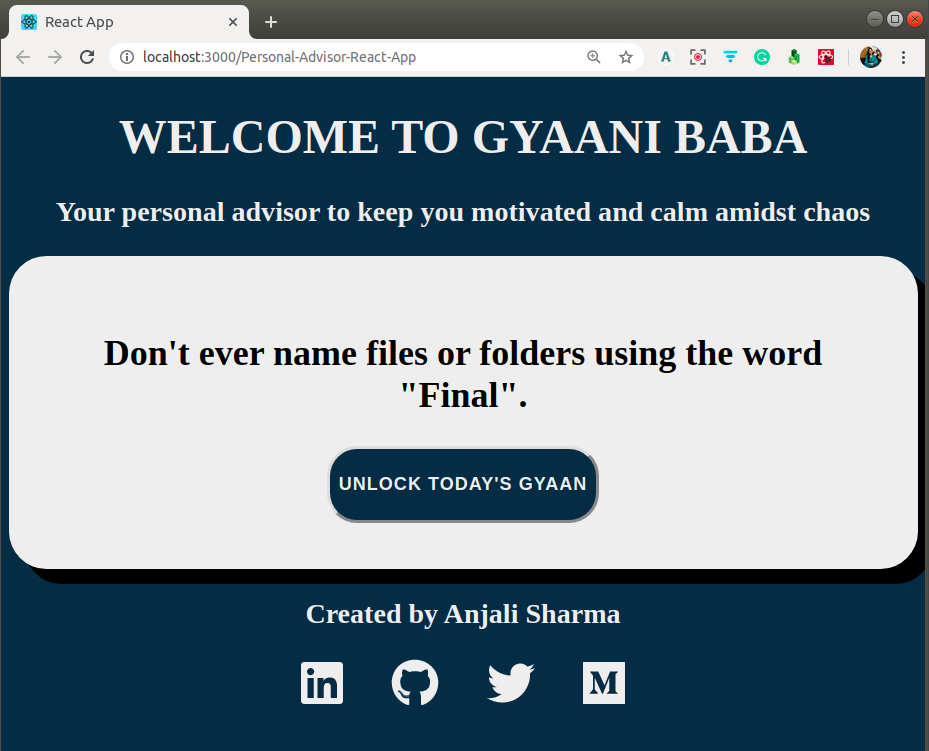 React App
localhost:3000/Personal-Advisor-React-App
WELCOME TO GYAANI BABA
Your personal advisor to keep you motivated and calm amidst chaos
Don't ever name files or folders using the word
"Final".
UNLOCK TODAY'S GYAAN
Created by Anjali Sharma